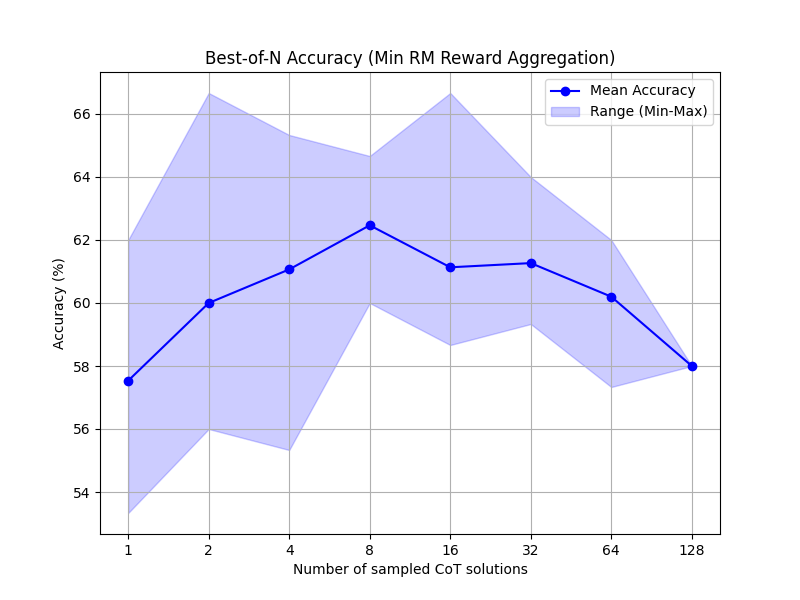 Best-of-N Accuracy (Min RM Reward Aggregation)
Mean Accuracy
Range (Min-Max)
Accuracy (%)
66
64
62
60
58
56
54
1 2 4 8 16 32 64 128
Number of sampled CoT solutions